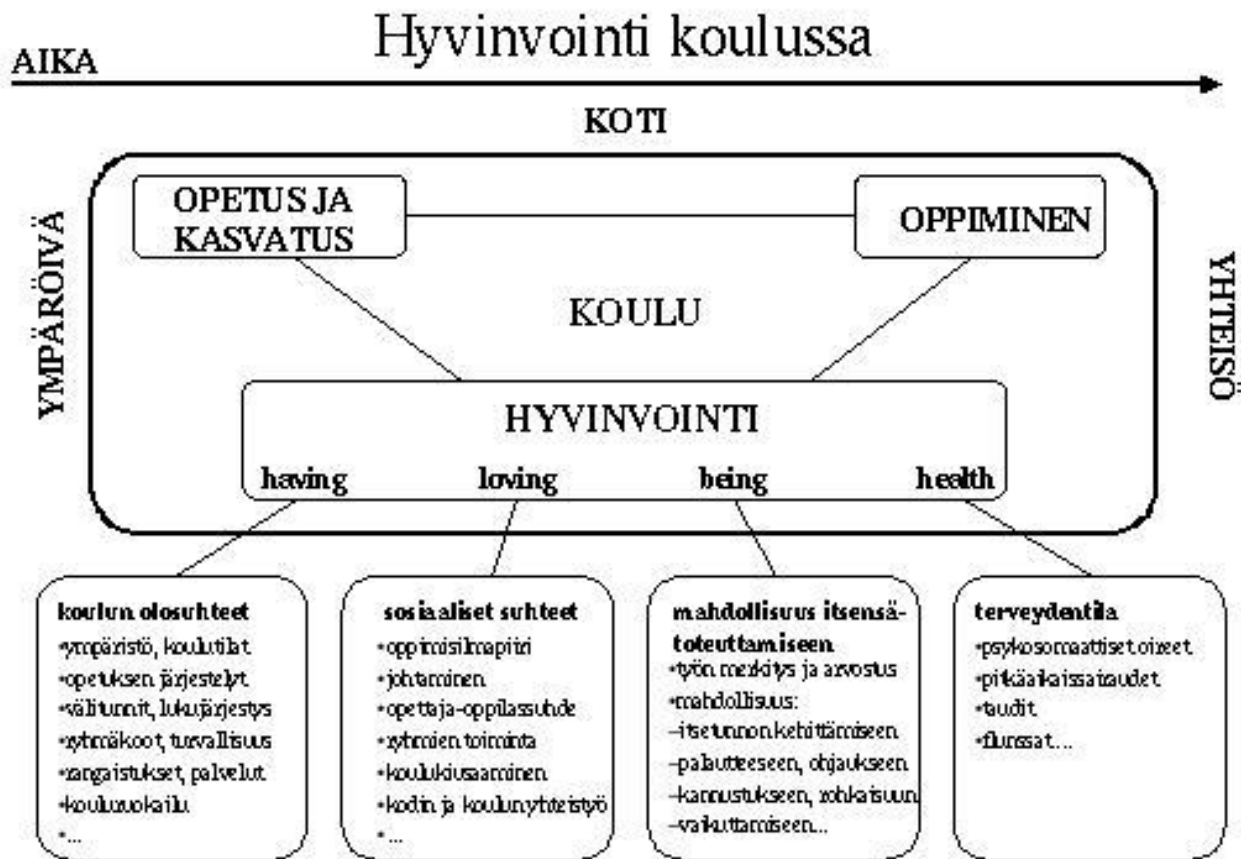 Hyvinvointi koulussa
AIKA
KOTI
YMPÄRÖIVÄ
YHTEISÖ
OPETUS JA
KASVATUS
OPPIMINEN
KOULU
HYVINVOINTI
having loving being health
koulun olosuhteet
•ympäristö, koulutilat
•opetuksen järjestelyt
•välitunnit, lukujärjestys
•ryhmäkoot, turvallisuus
•rangaistukset, palvelut
•kouluruokailu
•...
sosiaaliset suhteet
•oppimisilmapiiri
•johtaminen
•opettaja-oppilassuhde
•ryhmien toiminta
•koulukiusaaminen
•kodin ja koulun yhteistyö
•...
mahdollisuus itsensä-
toteuttamiseen
•työn merkitys ja arvostus
•mahdollisuus:
–itsetunnon kehittämiseen
–palautteeseen, ohjaukseen
–kannustukseen, rohkaisuun
–vaikuttamiseen...
terveydentila
•psykosomaattiset oireet
•pitkäaikaissairaudet
•taudit
•flunssat ...